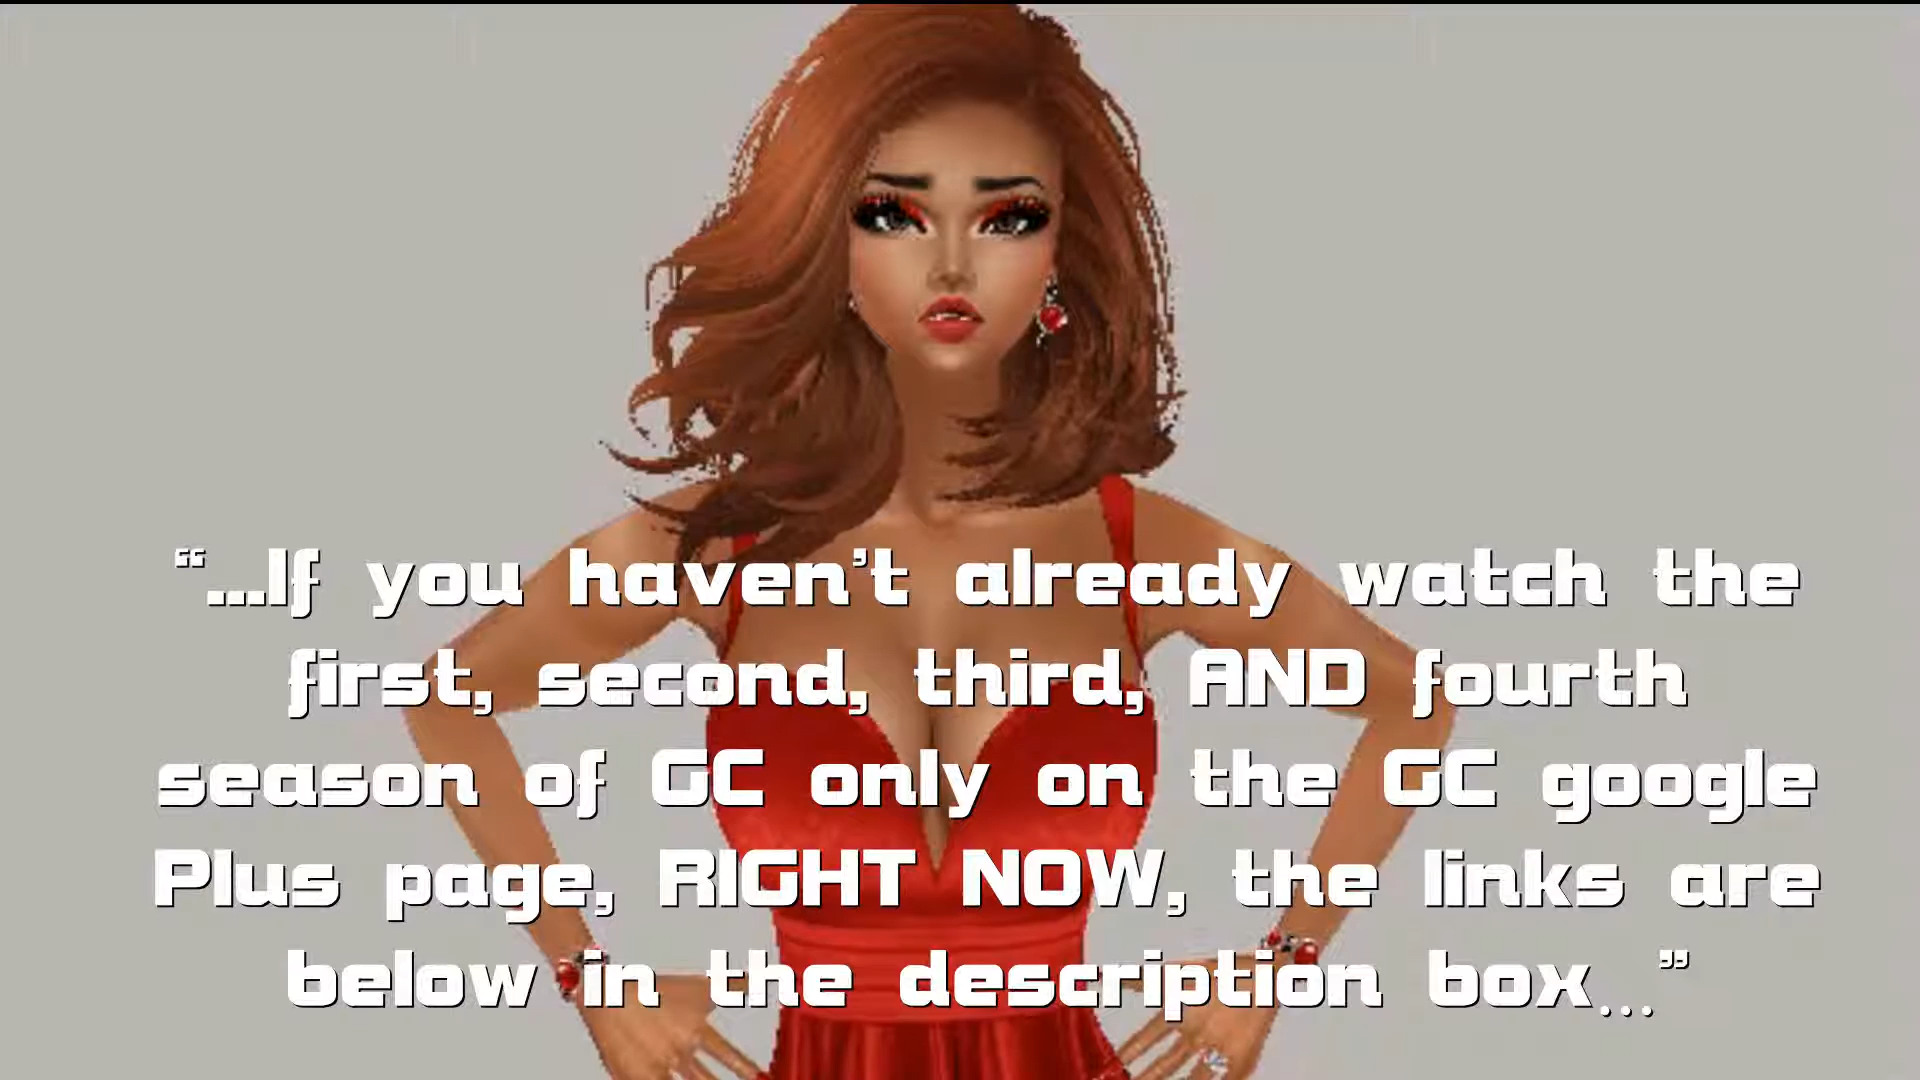 “...If you haven’t already watch the
first, second, third, AND fourth
season of GC only on the GC google
Plus page, RIGHT NOW, the links are
below in the description box...”